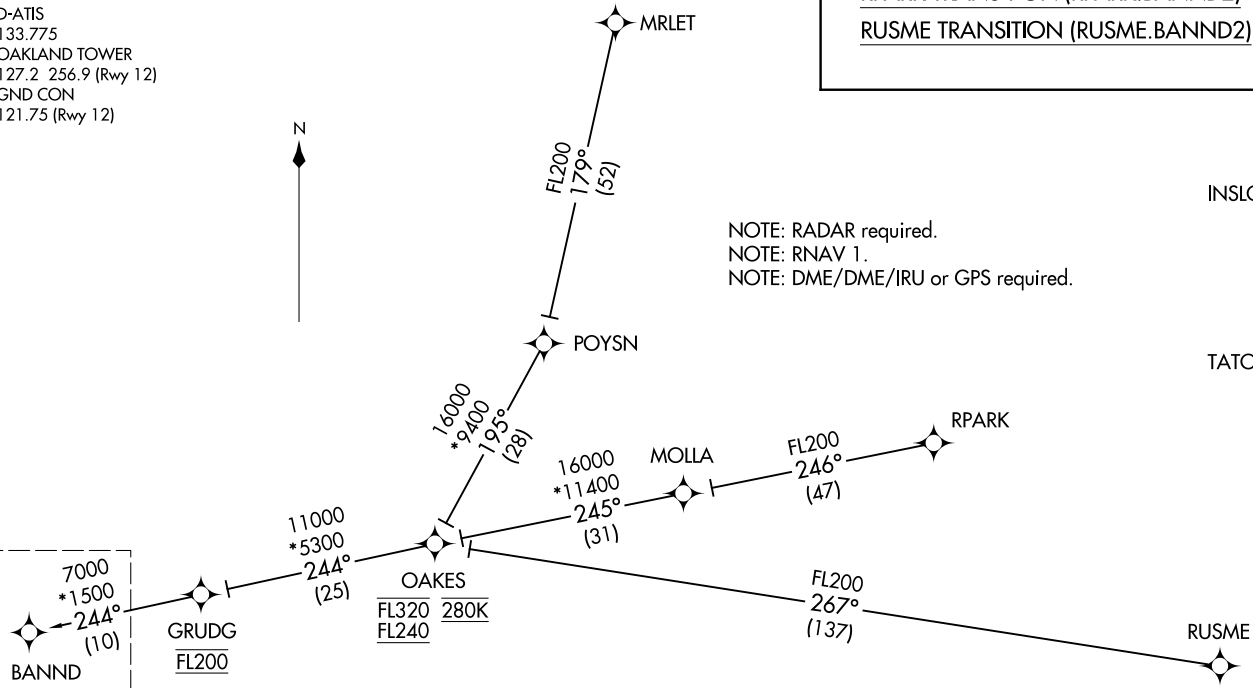 D-ATIS
133.775
OAKLAND TOWER
127.2 256.9 (Rwy 12)
GND CON
121.75 (Rwy 12)
RUSME TRANSITION (RUSME.BANND2)
N
MRLET
FL200
179°
(52)
NOTE: RADAR required.
NOTE: RNAV 1.
NOTE: DME/DME/IRU or GPS required.
POYSN
16000
*9400
195°
(28)
RPARK
FL200
246°
(47)
MOLLA
16000
*11400
245°
(31)
11000
*5300
244°
(25)
OAKES
FL320 280K
FL240
FL200
267°
(137)
RUSME
7000
*1500
244°
(10)
GRUDG
FL200
BANND